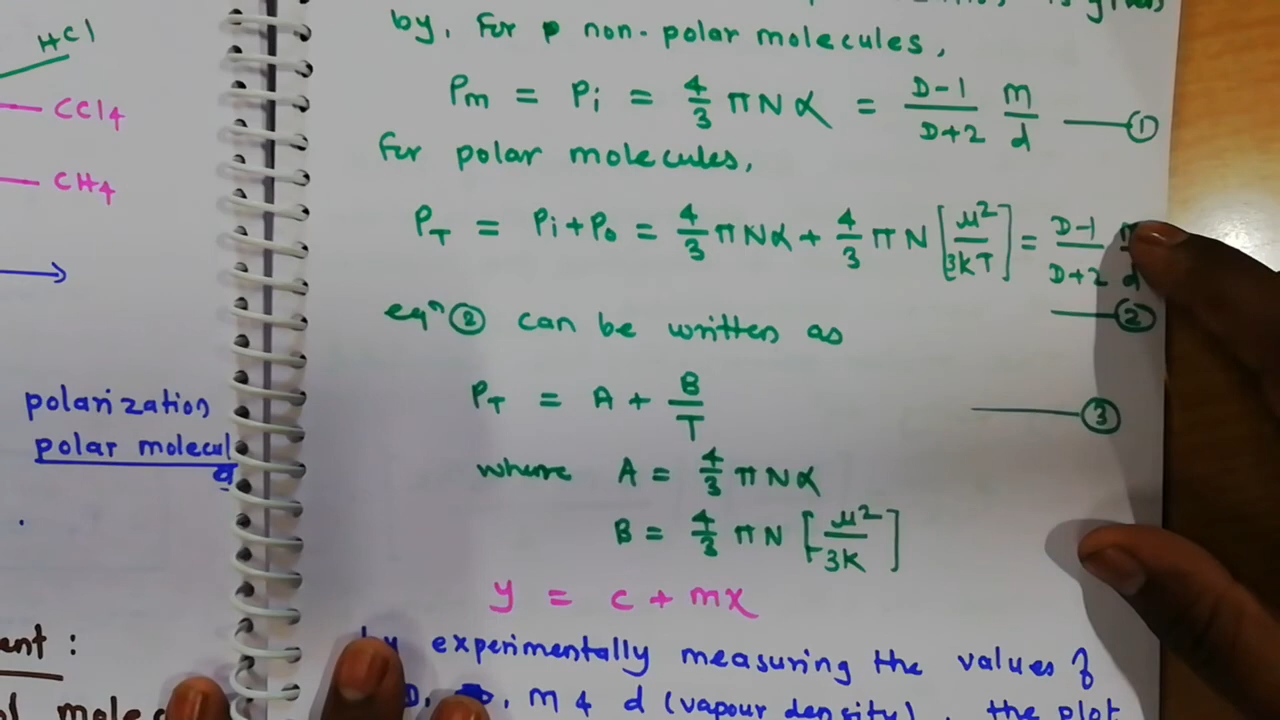 HCl
CCl4
CH4
polarization
polar molecul
ent :
by, For non-polar molecules,
Pm = Pi = 4/3 πNα = D-1/D+2 m/d ①
For polar molecules,
PT = Pi+Po = 4/3 πNα + 4/3 πN [μ²/3kT] = D-1/D+2 m/d
②
eqⁿ ② can be written as
PT = A + B/T ③
where A = 4/3 πNα
B = 4/3 πN [μ²/3K]
y = c + mx
by experimentally measuring the values of
D, m & d (vapour density), the plot